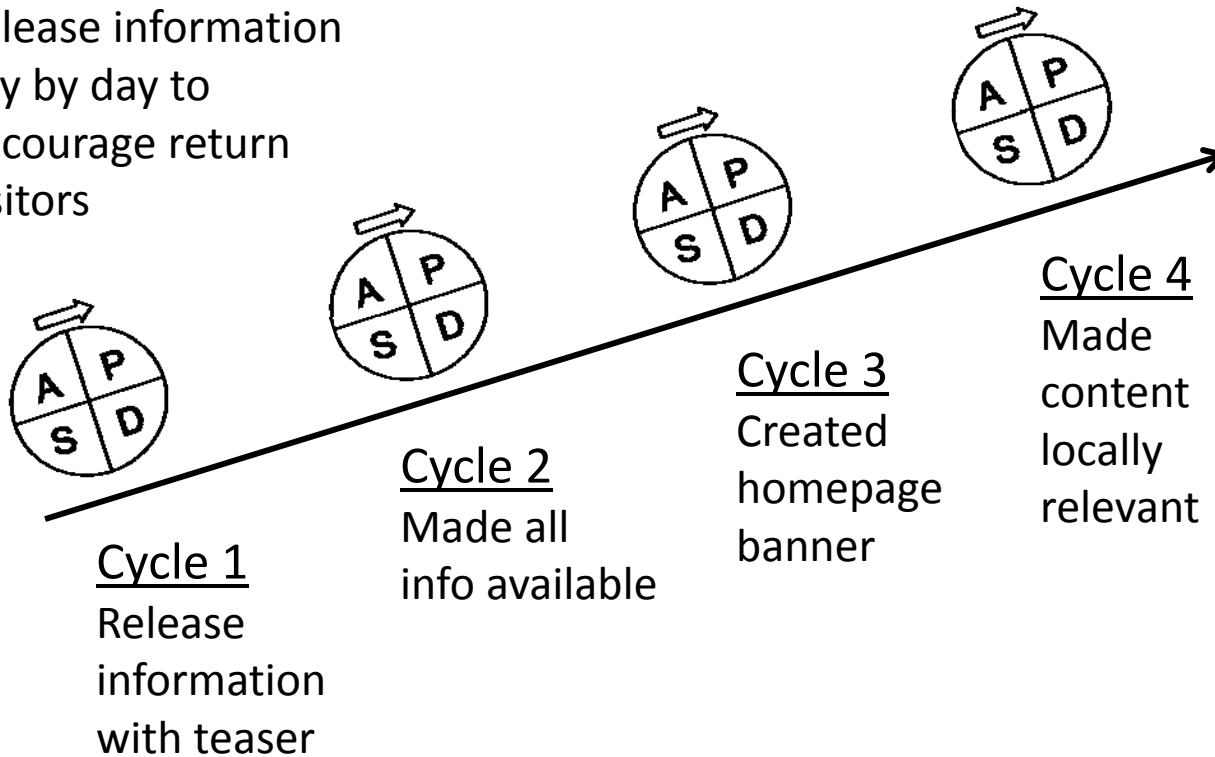 lease information
y by day to
courage return
sitors
A P
S D
A P
S D
A P
S D
A P
S D
Cycle 1
Release
information
with teaser
Cycle 2
Made all
info available
Cycle 3
Created
homepage
banner
Cycle 4
Made
content
locally
relevant